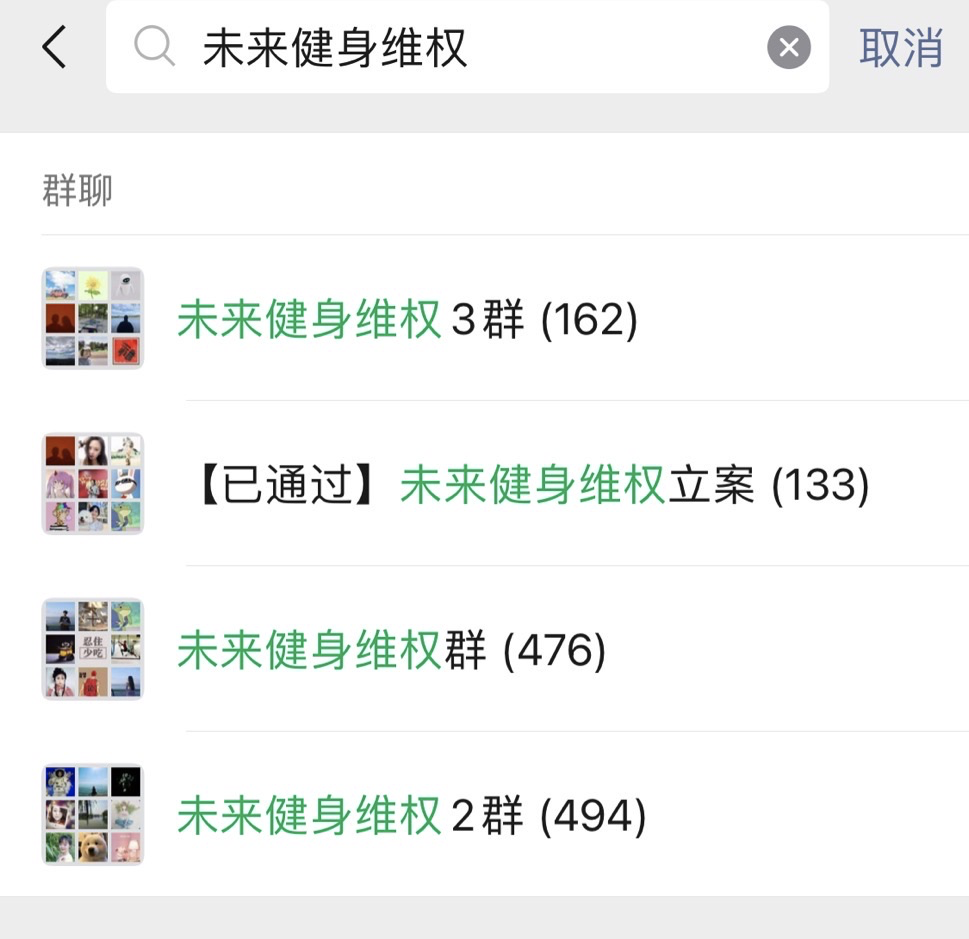 未来健身维权
取消
群聊
未来健身维权3群 (162)
【已通过】未来健身维权立案 (133)
未来健身维权群 (476)
忍住
少吃
未来健身维权2群 (494)